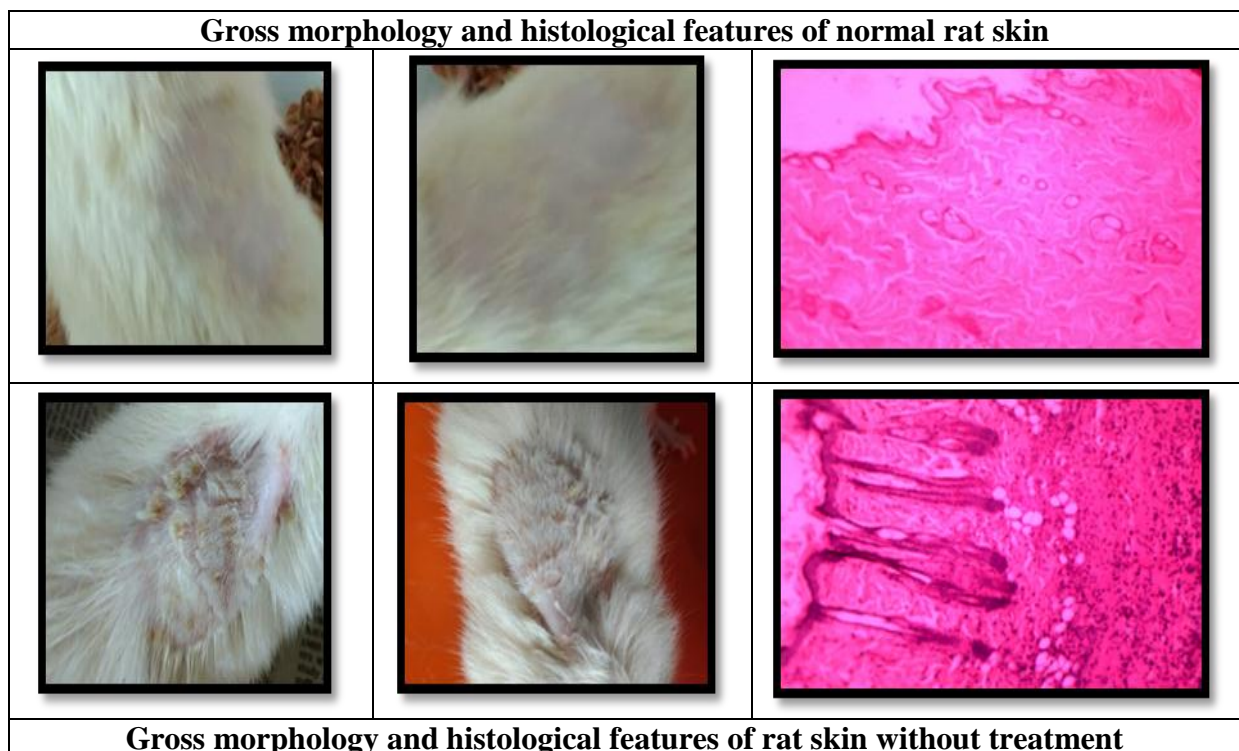 Gross morphology and histological features of normal rat skin
Gross morphology and histological features of rat skin without treatment